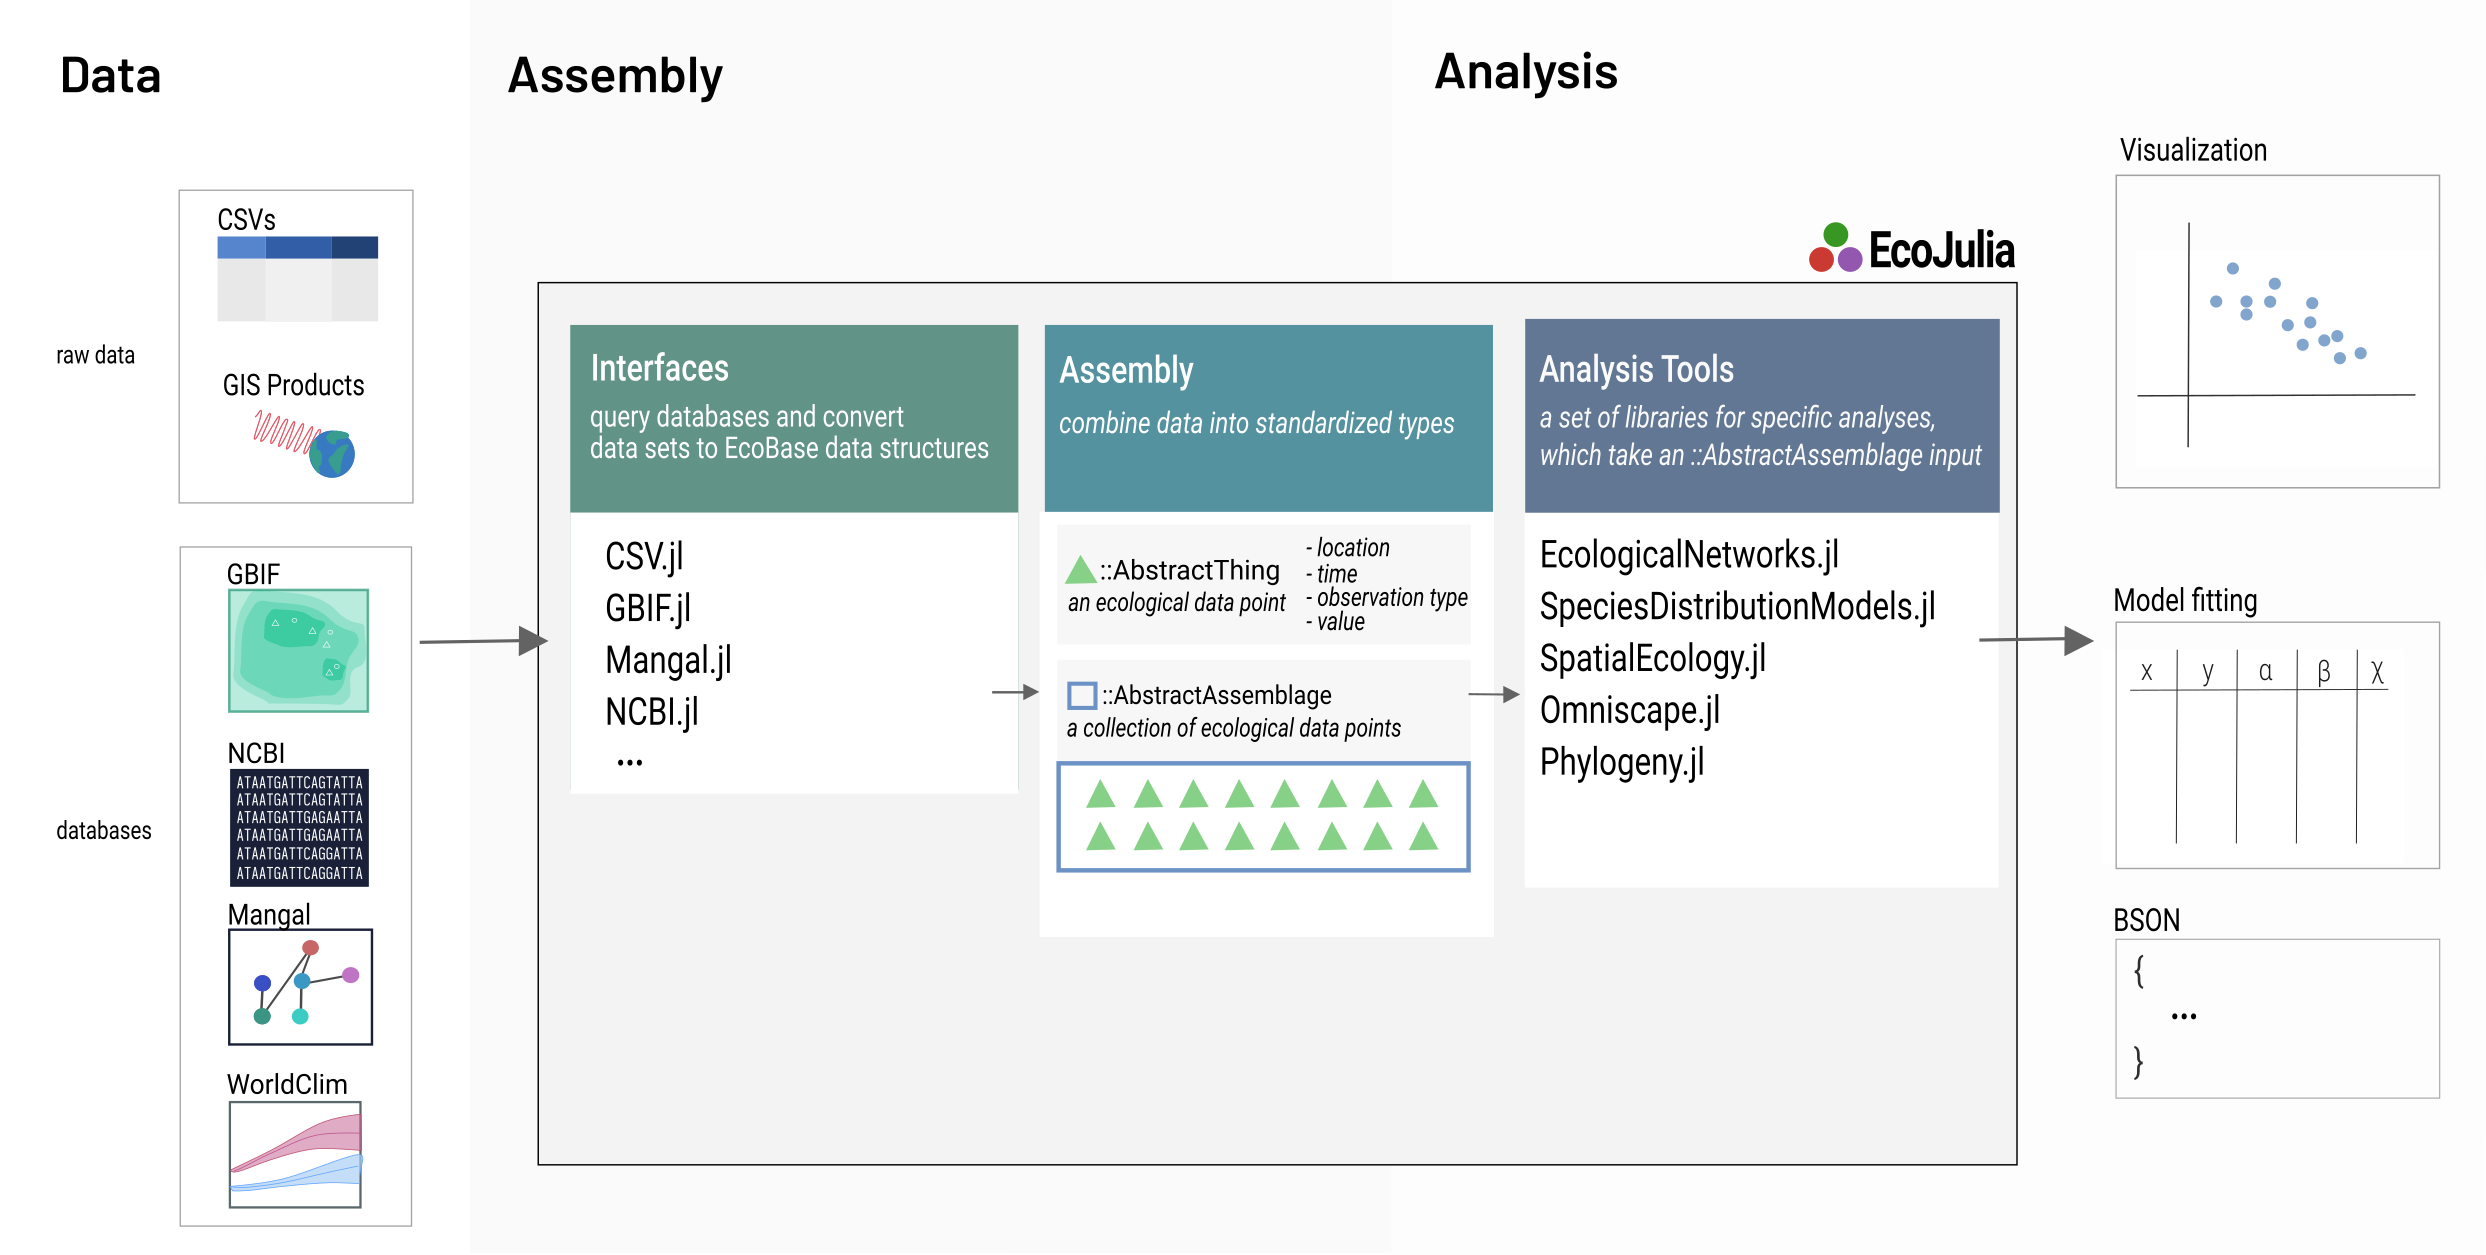 Data
Assembly
Analysis
raw data
CSVs
GIS Products
databases
GBIF
NCBI
ATAATGATTCAGTATTA
ATAATGATTCAGTATTA
ATAATGATTGAGAATTA
ATAATGATTGAGAATTA
ATAATGATTCAGGATTA
ATAATGATTCAGGATTA
Mangal
WorldClim
EcoJulia
Interfaces
query databases and convert
data sets to EcoBase data structures
CSV.jl
GBIF.jl
Mangal.jl
NCBI.jl
...
Assembly
combine data into standardized types
::AbstractThing
an ecological data point
- location
- time
- observation type
- value
::AbstractAssemblage
a collection of ecological data points
Analysis Tools
a set of libraries for specific analyses,
which take an ::AbstractAssemblage input
EcologicalNetworks.jl
SpeciesDistributionModels.jl
SpatialEcology.jl
Omniscape.jl
Phylogeny.jl
Visualization
Model fitting
x y α β χ
BSON
{
...
}